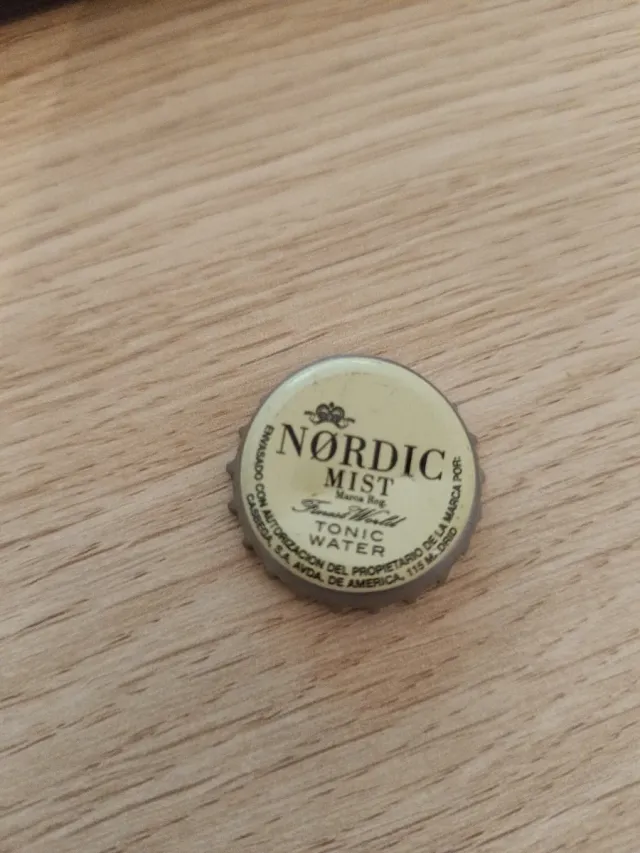 NØRDIC
MIST
Marca Reg.
Finest World
TONIC
WATER
ENVASADO CON AUTORIZACION DEL PROPIETARIO DE LA MARCA POR:
CASBEGA, S.A. AVDA. DE AMERICA, 115 MADRID